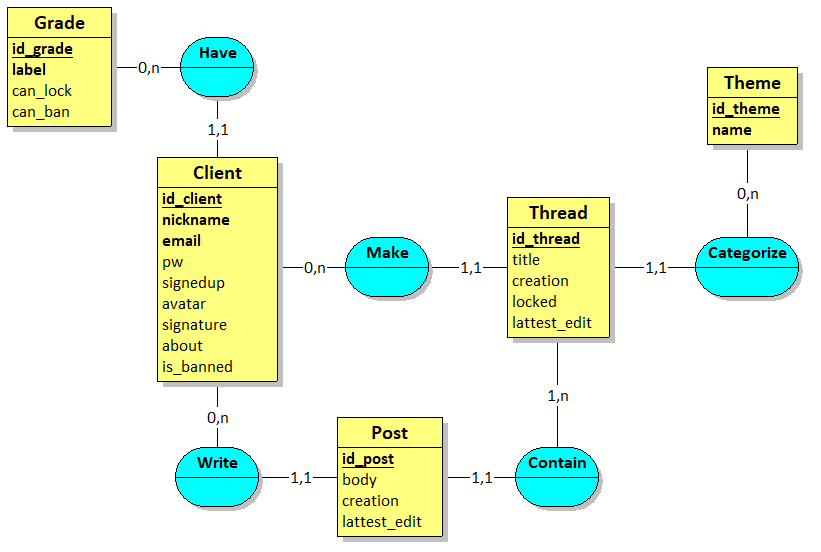 Grade
id_grade
label
can_lock
can_ban
0,n
Have
1,1
Client
id_client
nickname
email
pw
signedup
avatar
signature
about
is_banned
0,n
Make
1,1
Thread
id_thread
title
creation
locked
lattest_edit
1,1
Categorize
0,n
Theme
id_theme
name
1,n
Contain
1,1
Post
id_post
body
creation
lattest_edit
1,1
Write
0,n